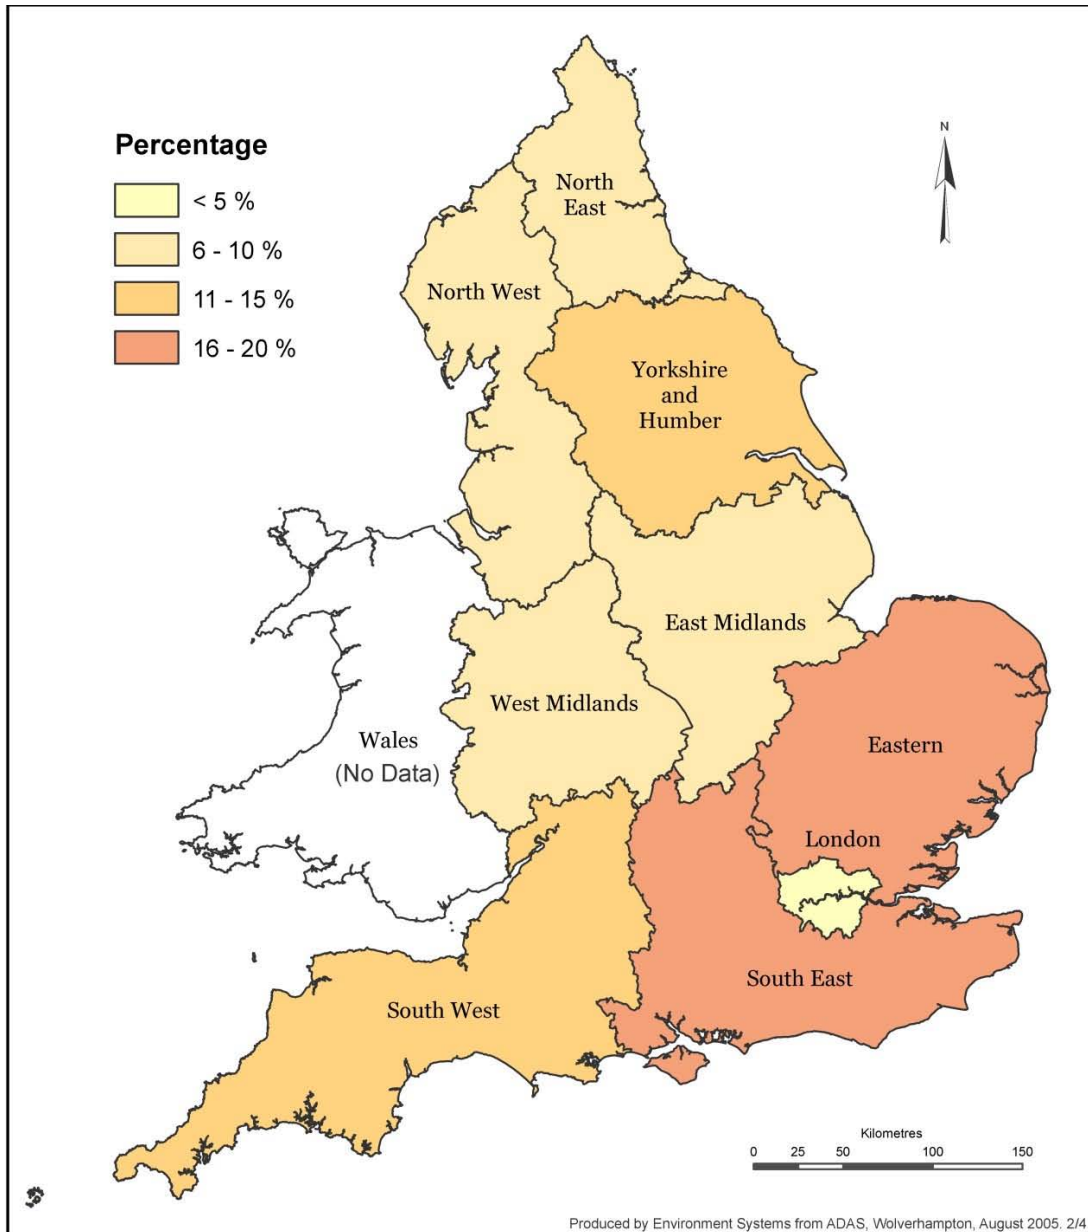 Percentage
< 5 %
6 - 10 %
11 - 15 %
16 - 20 %
N
North
East
North West
Yorkshire
and
Humber
East Midlands
West Midlands
Wales
(No Data)
Eastern
London
South East
South West
Kilometres
0 25 50 100 150
Produced by Environment Systems from ADAS, Wolverhampton, August 2005. 2/4